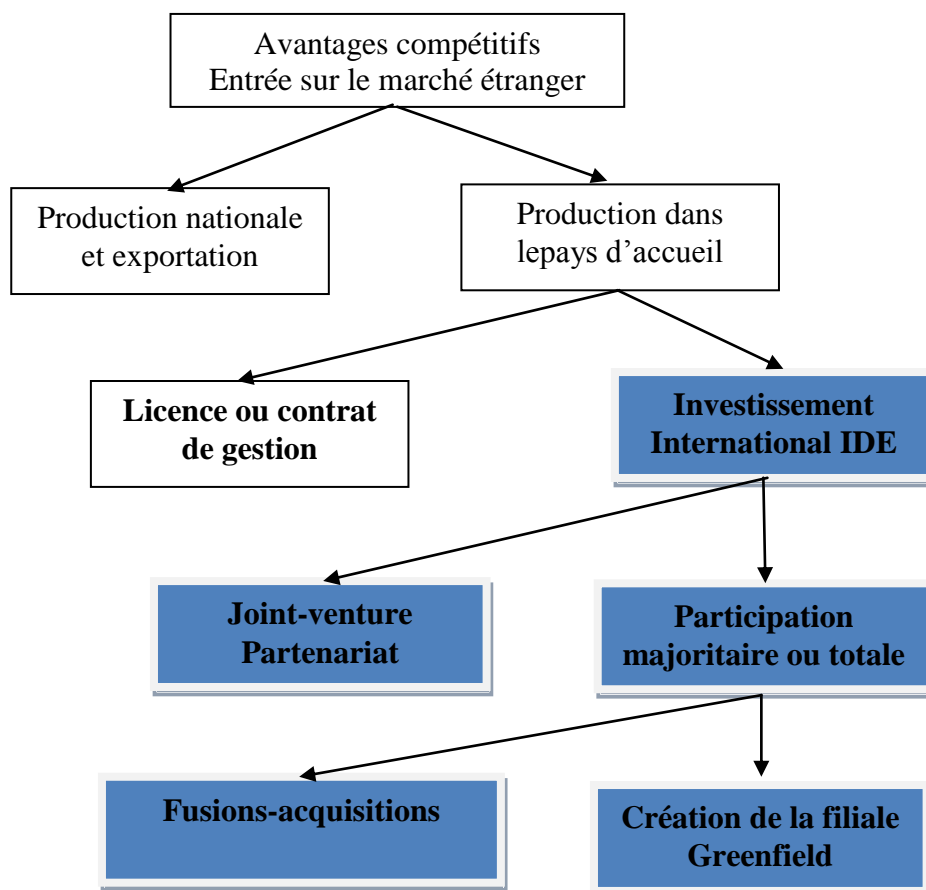 Avantages compétitifs
Entrée sur le marché étranger
Production nationale
et exportation
Production dans
lepays d’accueil
Licence ou contrat
de gestion
Investissement
International IDE
Joint-venture
Partenariat
Participation
majoritaire ou totale
Fusions-acquisitions
Création de la filiale
Greenfield